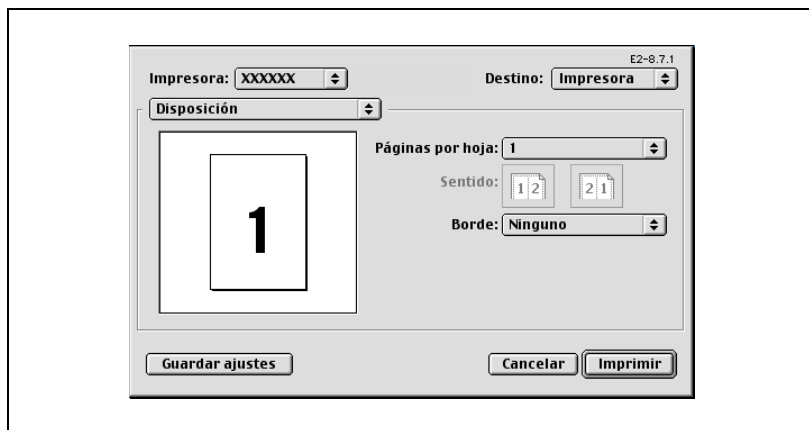 E2-8.7.1
Impresora: XXXXXX Destino: Impresora
Disposición
Páginas por hoja: 1
Sentido: 1 2 2 1
Borde: Ninguno
1
Guardar ajustes Cancelar Imprimir